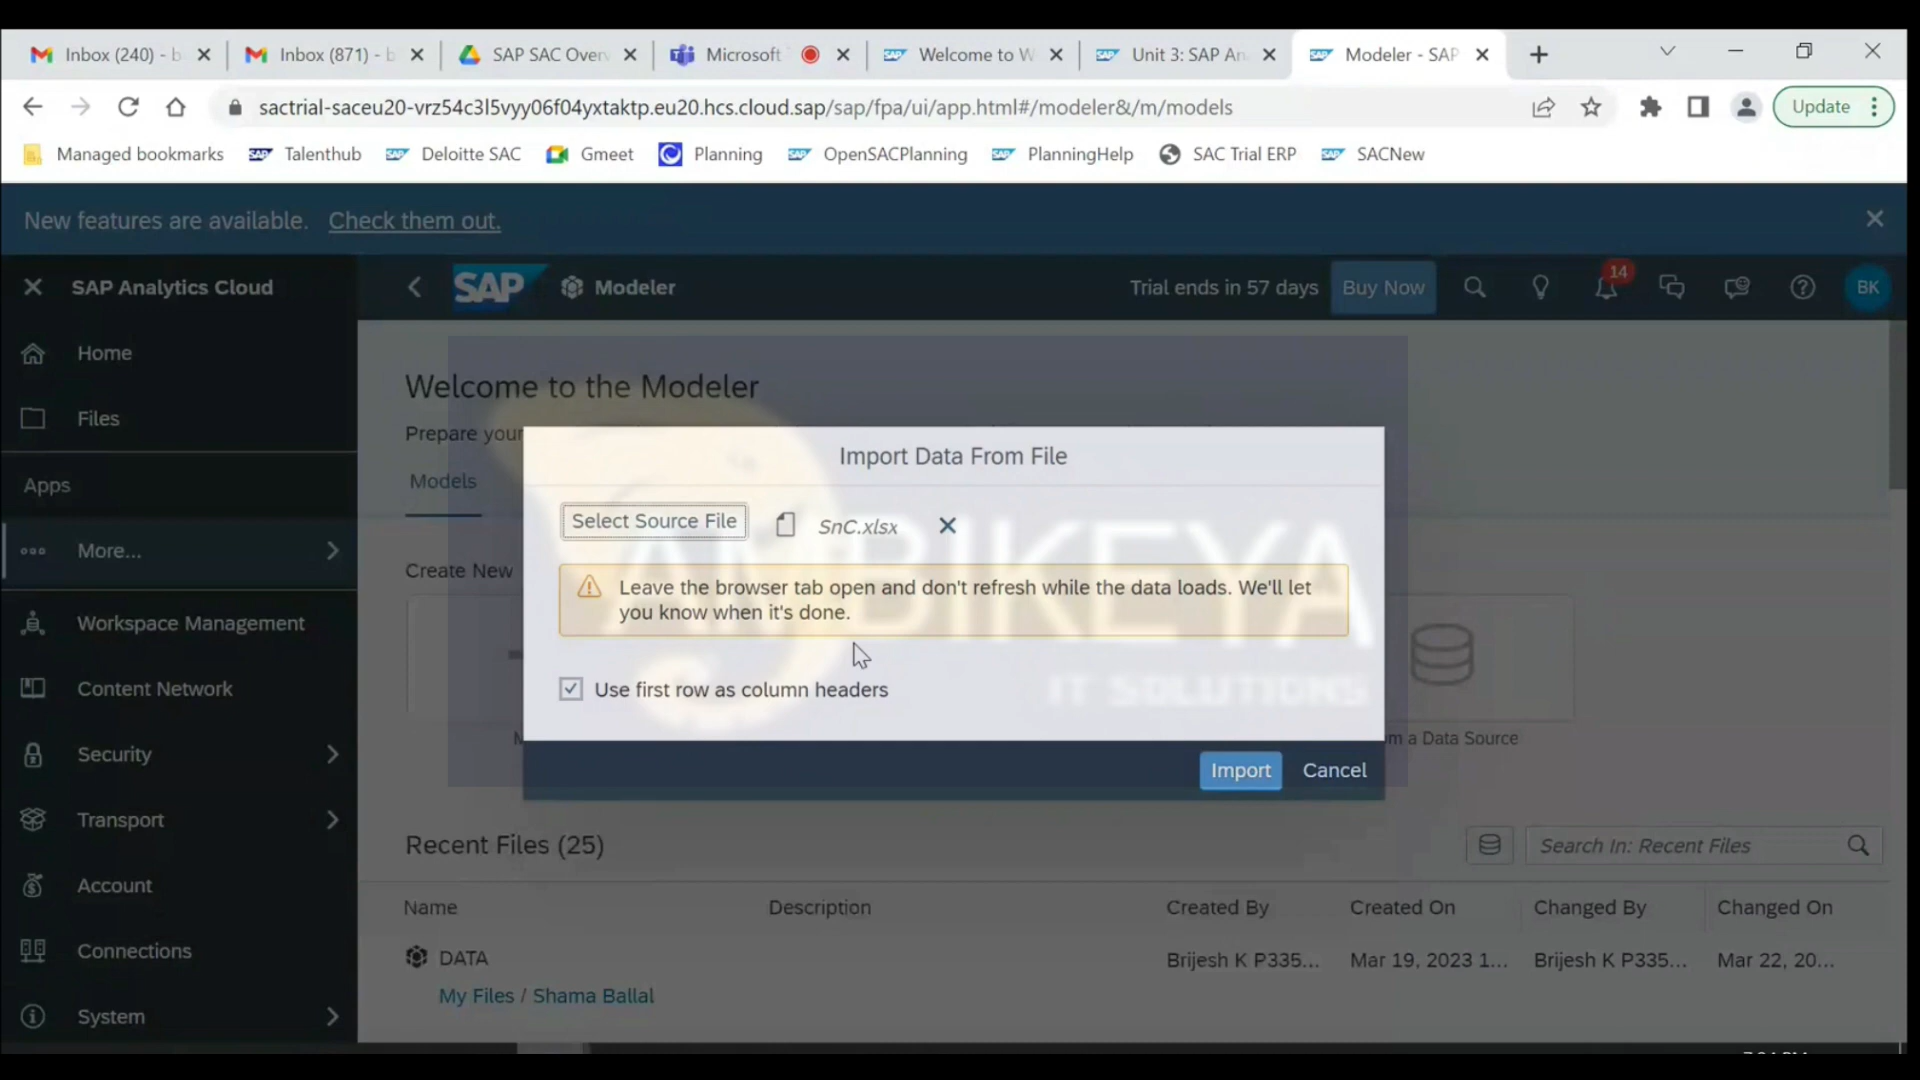 Inbox (240) - b
Inbox (871) - b
SAP SAC Over
Microsoft
Welcome to W
Unit 3: SAP An
Modeler - SAP
sactrial-saceu20-vrz54c3l5vyy06f04yxtaktp.eu20.hcs.cloud.sap/sap/fpa/ui/app.html#/modeler&/m/models
Update
Managed bookmarks
Talenthub
Deloitte SAC
Gmeet
Planning
OpenSACPlanning
PlanningHelp
SAC Trial ERP
SACNew
New features are available. Check them out.
SAP Analytics Cloud
SAP
Modeler
Trial ends in 57 days
Buy Now
14
BK
Home
Files
Apps
More...
Workspace Management
Content Network
Security
Transport
Account
Connections
System
Welcome to the Modeler
Prepare your
Models
Create New
Import Data From File
Select Source File
SnC.xlsx
Leave the browser tab open and don't refresh while the data loads. We'll let
you know when it's done.
Use first row as column headers
BIKEYA
IT SOLUTIONS
Import
Cancel
m a Data Source
Recent Files (25)
Search In: Recent Files
Name
Description
Created By
Created On
Changed By
Changed On
DATA
Brijesh K P335...
Mar 19, 2023 1...
Brijesh K P335...
Mar 22, 20...
My Files / Shama Ballal